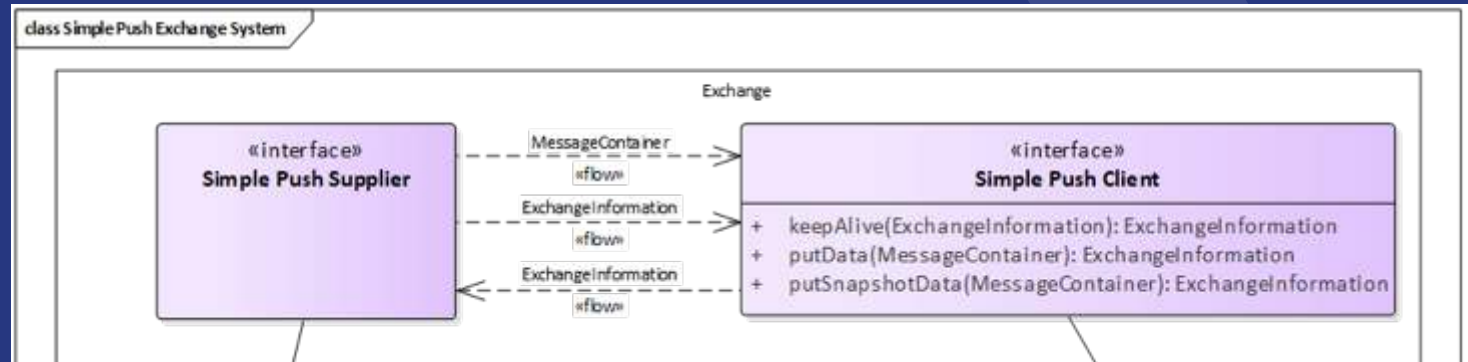 class Simple Push Exchange System
Exchange
«interface»
Simple Push Supplier
MessageContainer
«flow»
ExchangeInformation
«flow»
ExchangeInformation
«flow»
«interface»
Simple Push Client
+ keepAlive(ExchangeInformation): ExchangeInformation
+ putData(MessageContainer): ExchangeInformation
+ putSnapshotData(MessageContainer): ExchangeInformation